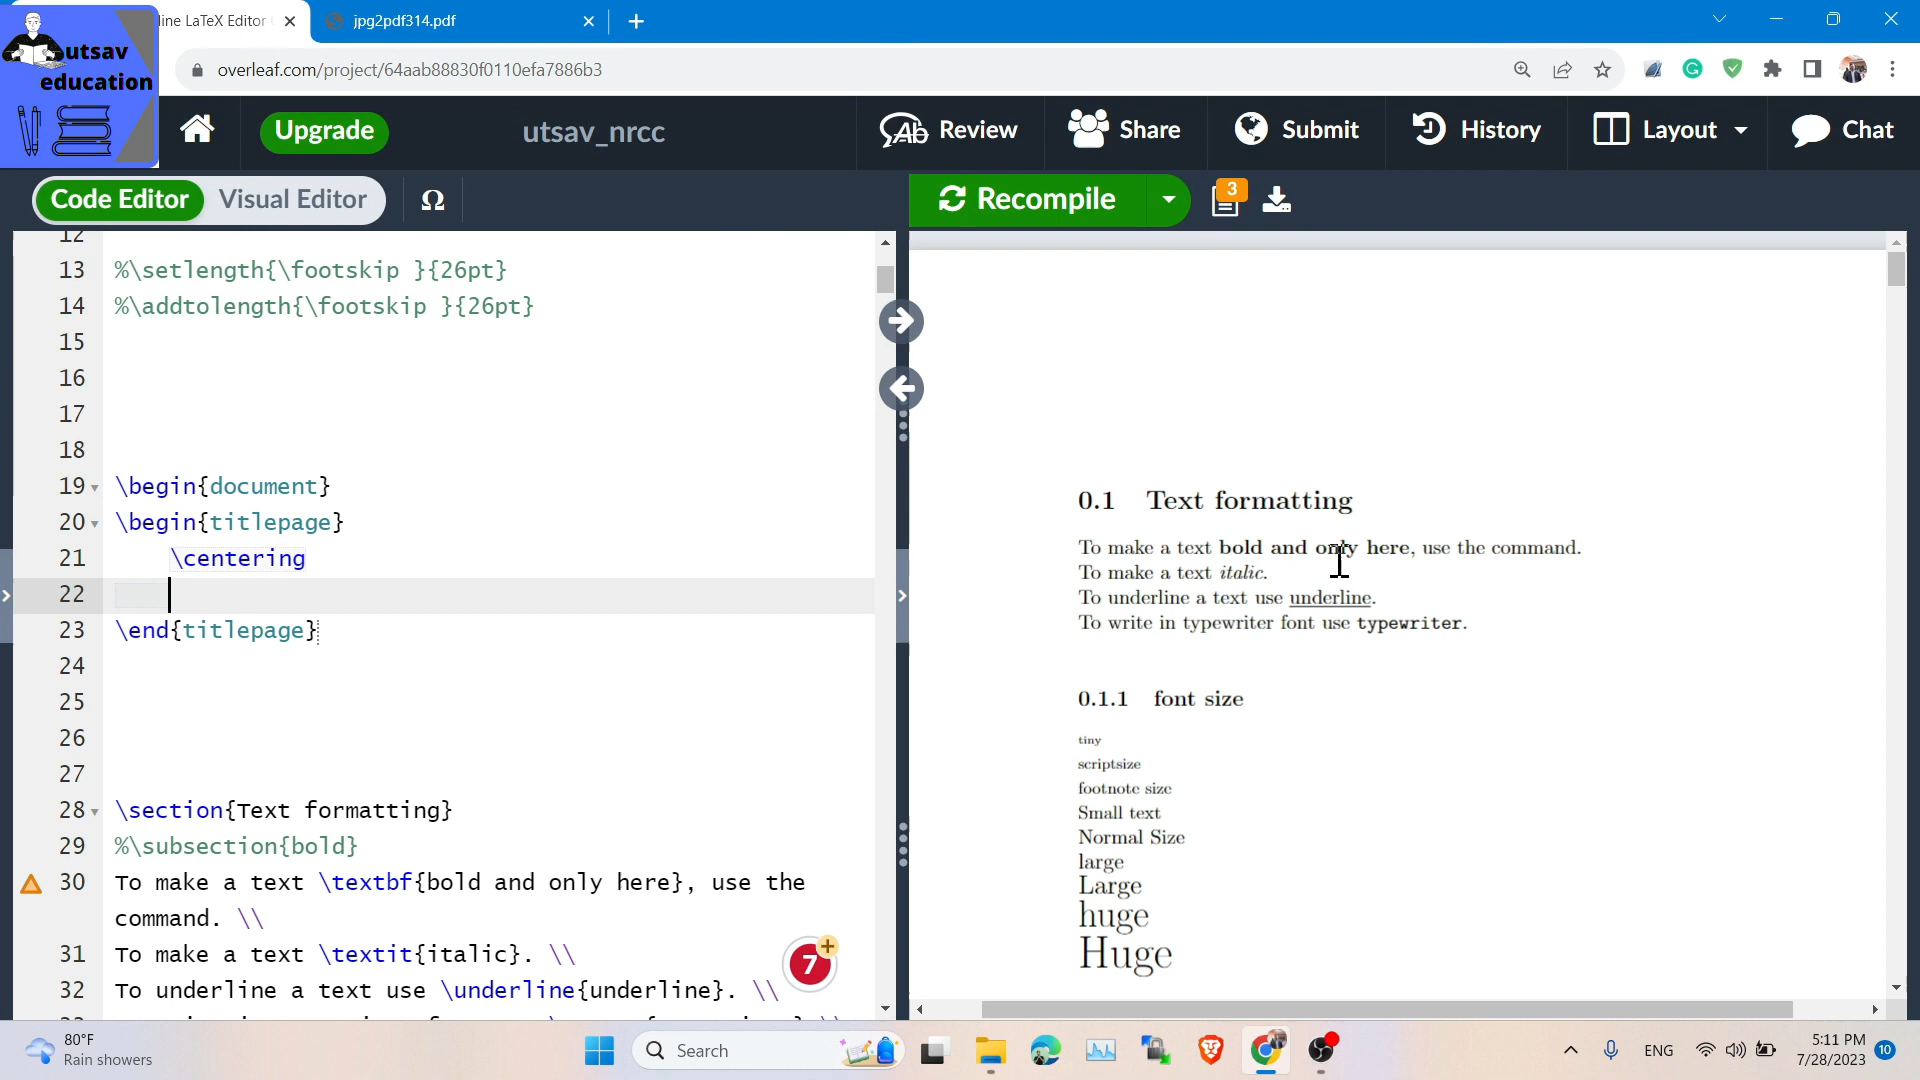 line LaTeX Editor
jpg2pdf314.pdf
utsav
education
overleaf.com/project/64aab88830f0110efa7886b3
Upgrade
utsav_nrcc
Review
Share
Submit
History
Layout
Chat
Code Editor
Visual Editor
Ω
Recompile
3
12
13 %\setlength{\footskip }{26pt}
14 %\addtolength{\footskip }{26pt}
15
16
17
18
19 \begin{document}
20 \begin{titlepage}
21 \centering
22
23 \end{titlepage}
24
25
26
27
28 \section{Text formatting}
29 %\subsection{bold}
30 To make a text \textbf{bold and only here}, use the
command. \\
31 To make a text \textit{italic}. \\
32 To underline a text use \underline{underline}. \\
7
0.1 Text formatting
To make a text bold and only here, use the command.
To make a text italic.
To underline a text use underline.
To write in typewriter font use typewriter.
0.1.1 font size
tiny
scriptsize
footnote size
Small text
Normal Size
large
Large
huge
Huge
80°F
Rain showers
Search
ENG
5:11 PM
7/28/2023
10